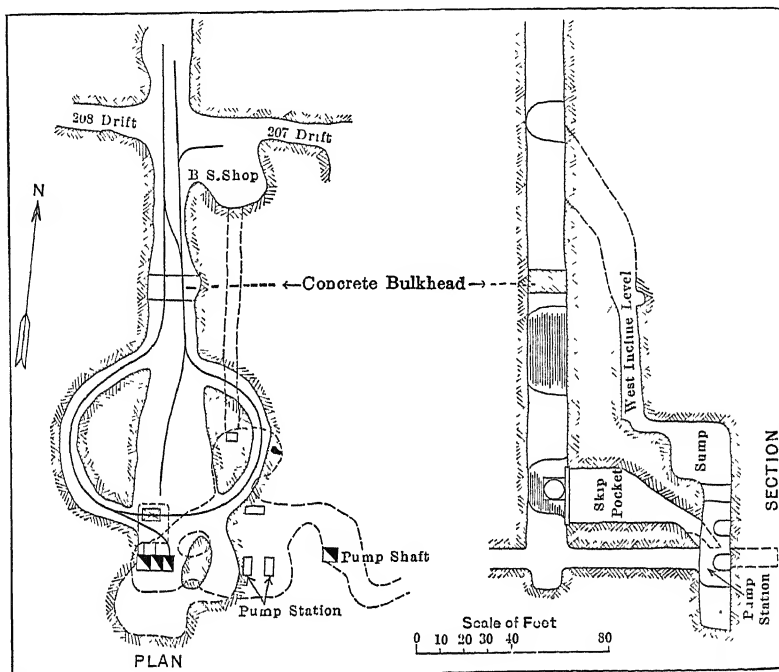 208 Drift
207 Drift
B S. Shop
N
←Concrete Bulkhead→
West Incline Level
Sump
SECTION
Skip
Pocket
Pump Shaft
Pump Station
Pump
Station
Scale of Feet
0 10 20 30 40 80
PLAN